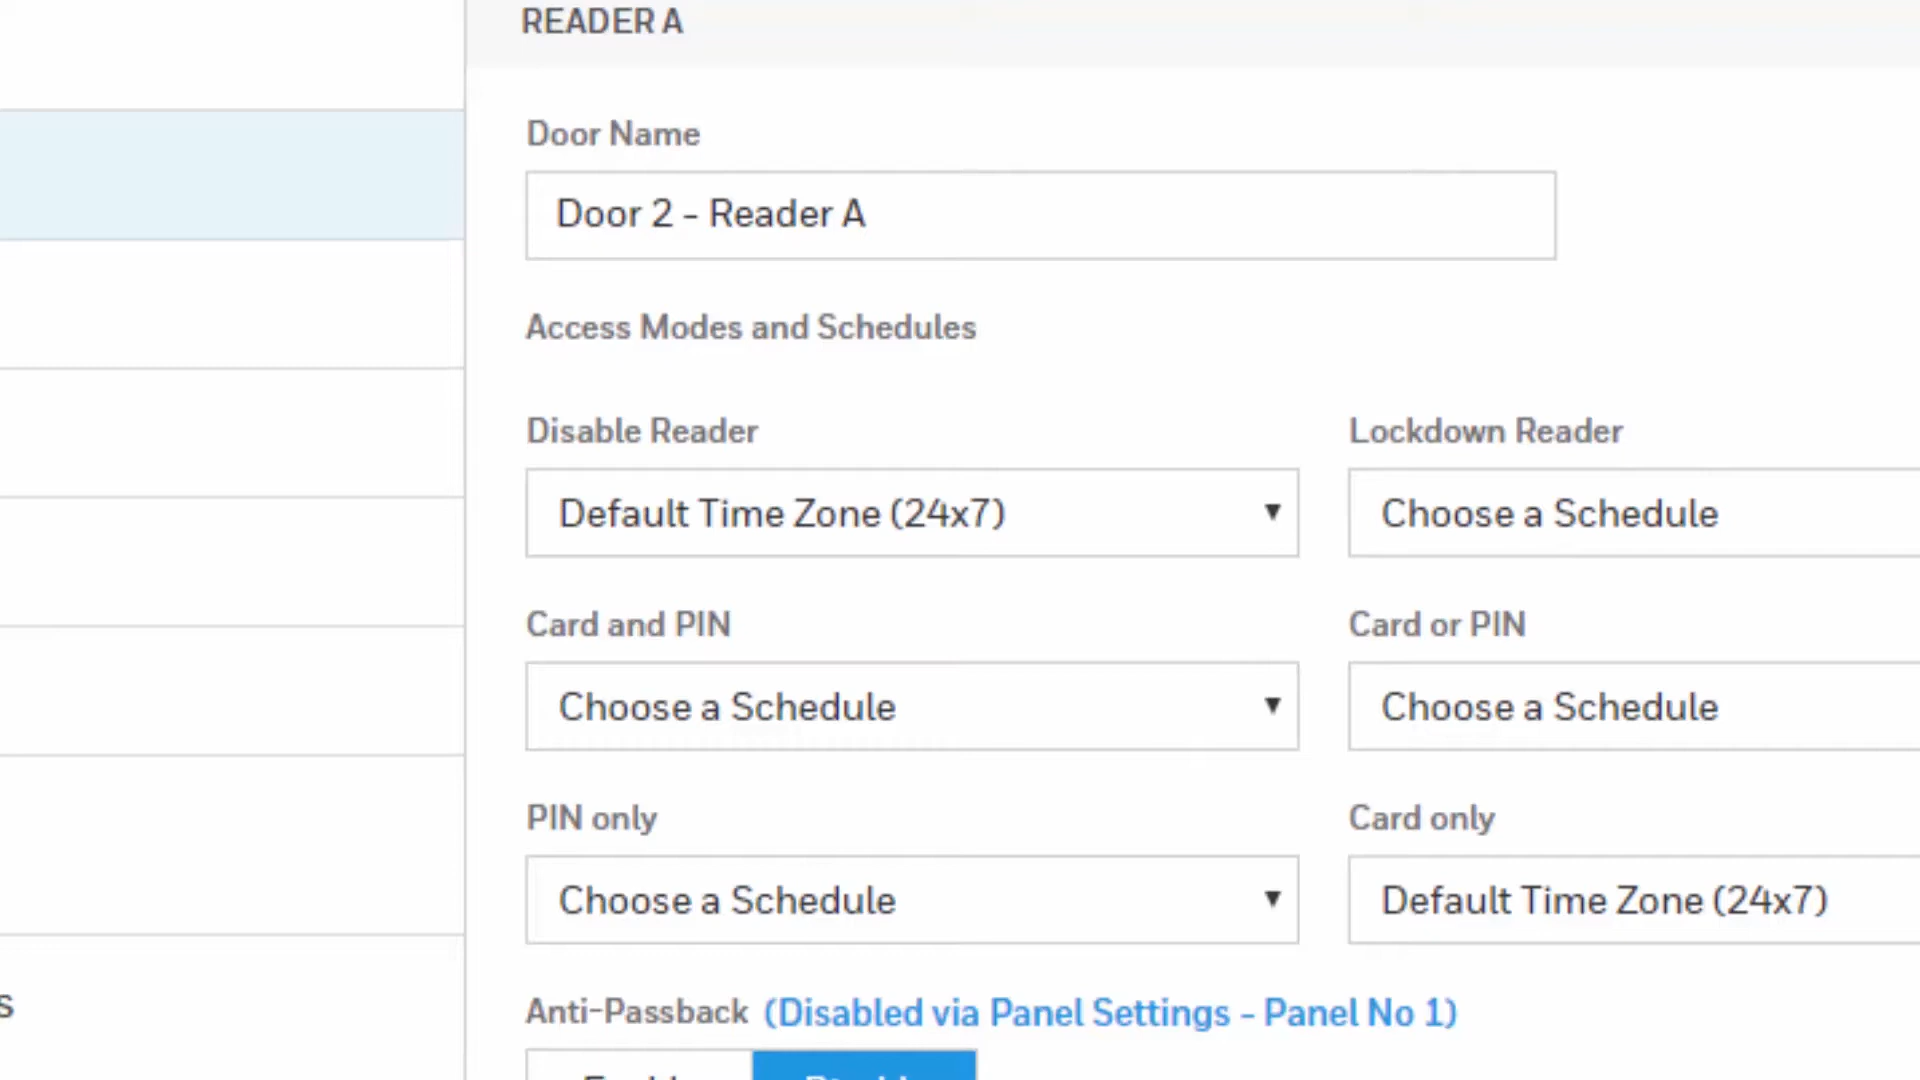 READER A
Door Name
Door 2 - Reader A
Access Modes and Schedules
Disable Reader
Lockdown Reader
Default Time Zone (24x7)
Choose a Schedule
Card and PIN
Card or PIN
Choose a Schedule
Choose a Schedule
PIN only
Card only
Choose a Schedule
Default Time Zone (24x7)
s
Anti-Passback (Disabled via Panel Settings - Panel No 1)